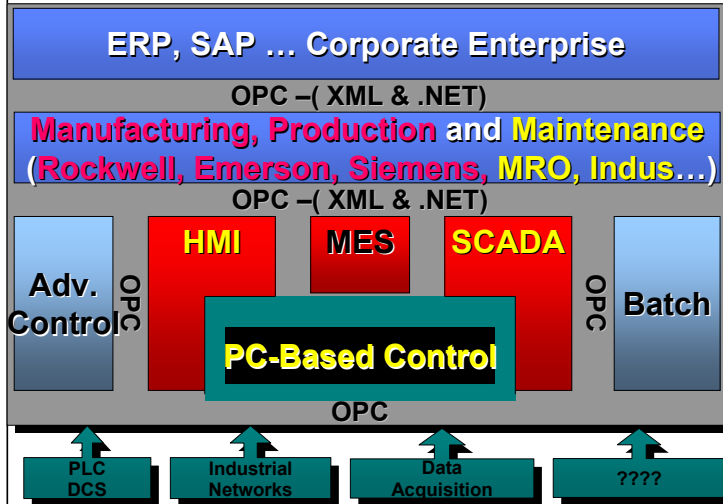 ERP, SAP … Corporate Enterprise
OPC –( XML & .NET)
Manufacturing, Production and Maintenance
(Rockwell, Emerson, Siemens, MRO, Indus…)
OPC –( XML & .NET)
HMI
MES
SCADA
Adv.
Control
OPC
OPC
Batch
PC-Based Control
OPC
PLC
DCS
Industrial
Networks
Data
Acquisition
????